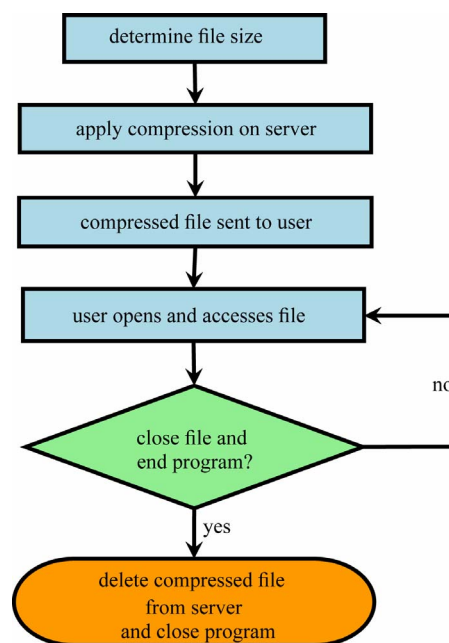 determine file size
apply compression on server
compressed file sent to user
user opens and accesses file
no
close file and
end program?
yes
delete compressed file
from server
and close program